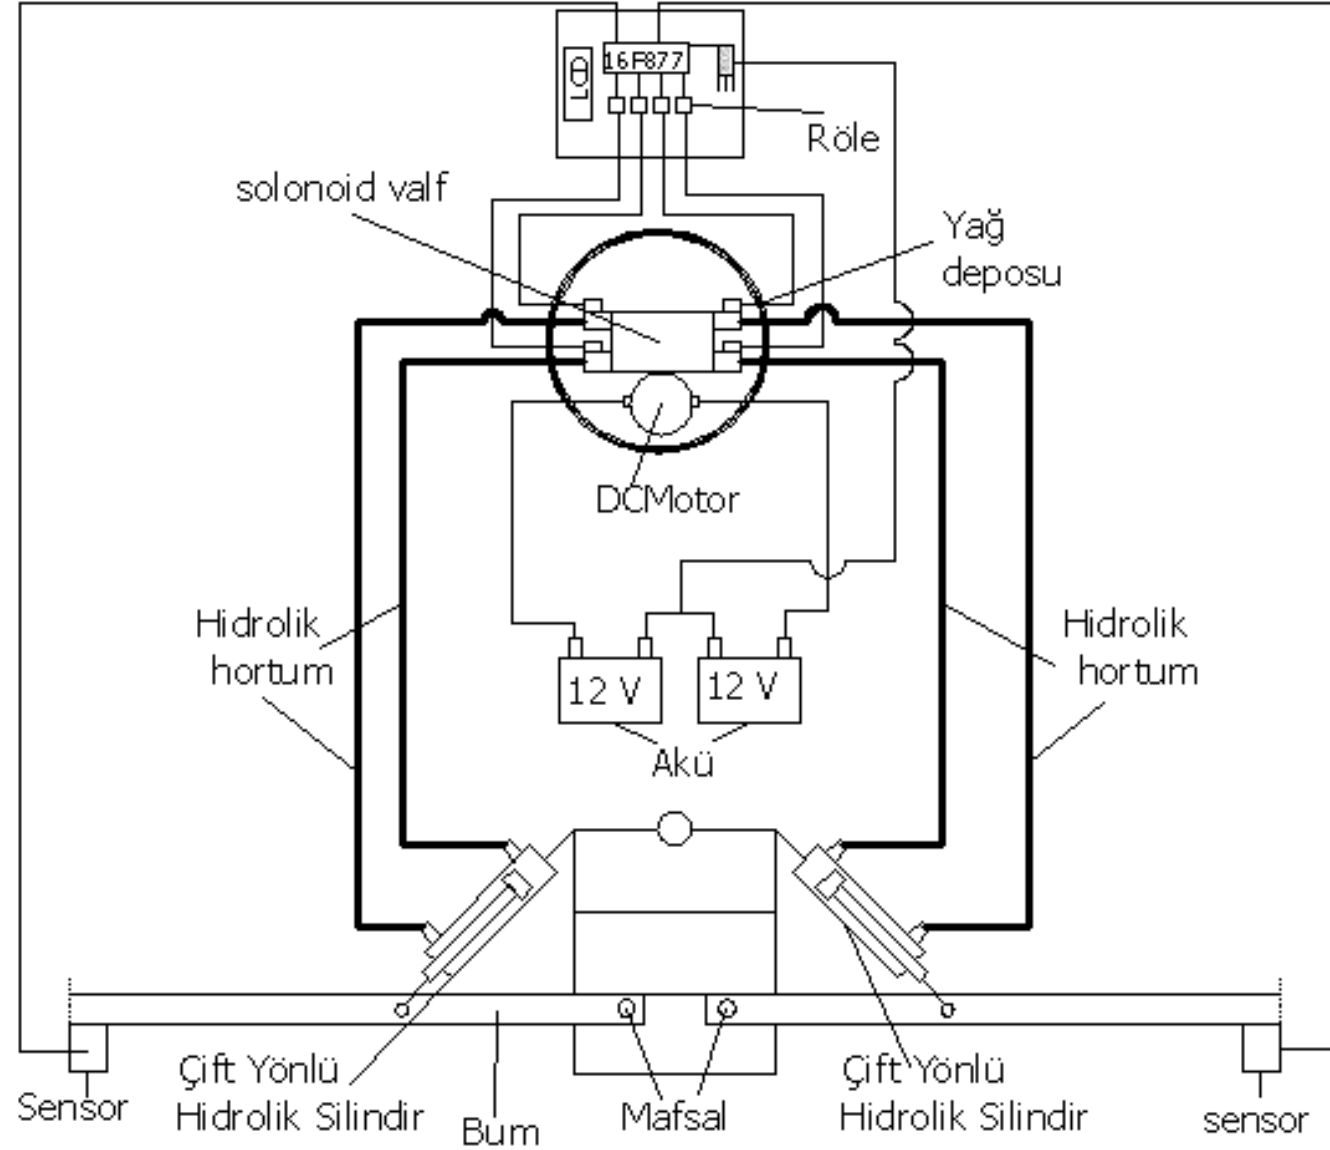 16F877
Röle
solonoid valf
Yağ
deposu
DCMotor
Hidrolik
hortum
Hidrolik
hortum
12 V
12 V
Akü
Çift Yönlü
Hidrolik Silindir
Çift Yönlü
Hidrolik Silindir
Sensor
Bum
Mafsal
sensor